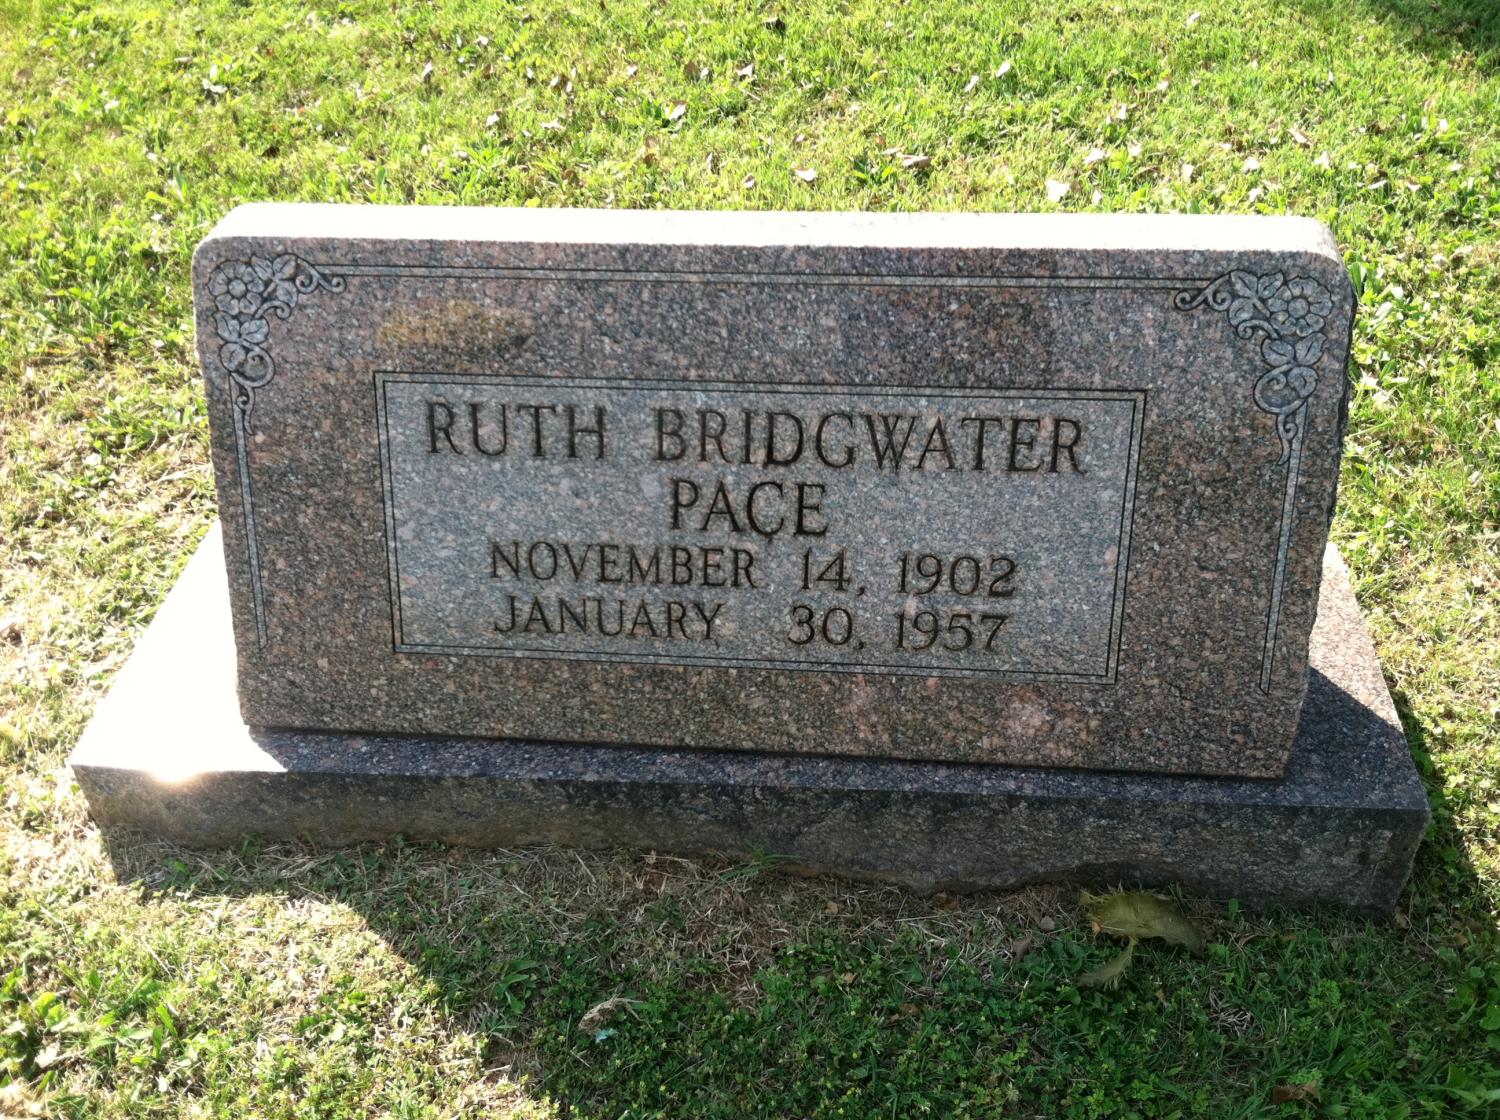 RUTH BRIDGWATER
PACE
NOVEMBER 14, 1902
JANUARY 30, 1957